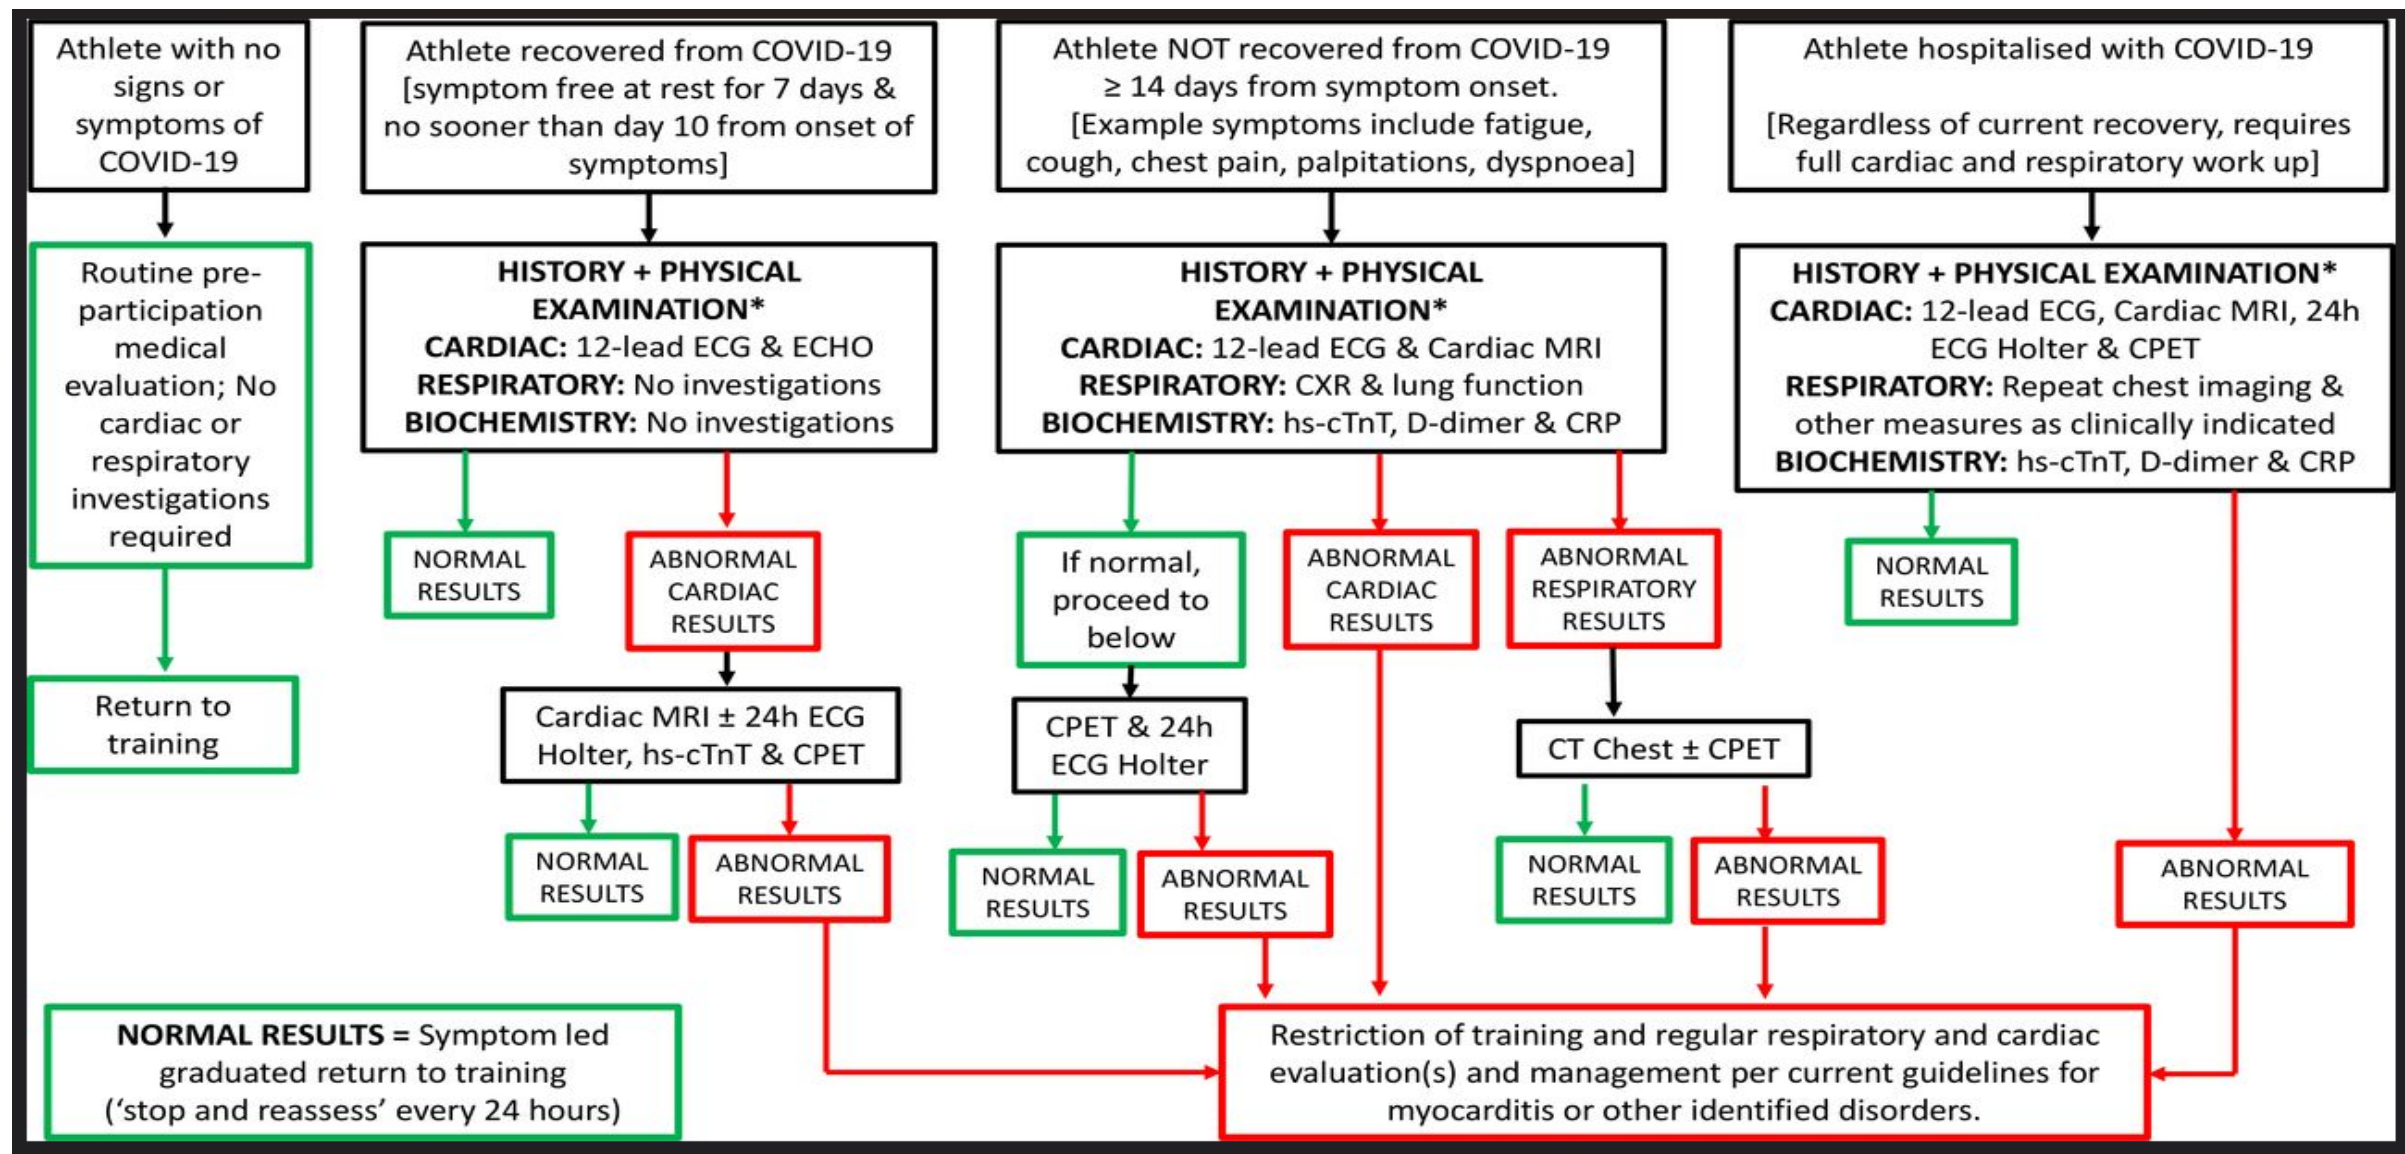 Athlete with no
signs or
symptoms of
COVID-19
Routine pre-
participation
medical
evaluation; No
cardiac or
respiratory
investigations
required
Return to
training
Athlete recovered from COVID-19
[symptom free at rest for 7 days &
no sooner than day 10 from onset of
symptoms]
HISTORY + PHYSICAL
EXAMINATION*
CARDIAC: 12-lead ECG & ECHO
RESPIRATORY: No investigations
BIOCHEMISTRY: No investigations
NORMAL
RESULTS
ABNORMAL
CARDIAC
RESULTS
Cardiac MRI ± 24h ECG
Holter, hs-cTnT & CPET
NORMAL
RESULTS
ABNORMAL
RESULTS
Athlete NOT recovered from COVID-19
≥ 14 days from symptom onset.
[Example symptoms include fatigue,
cough, chest pain, palpitations, dyspnoea]
HISTORY + PHYSICAL
EXAMINATION*
CARDIAC: 12-lead ECG & Cardiac MRI
RESPIRATORY: CXR & lung function
BIOCHEMISTRY: hs-cTnT, D-dimer & CRP
If normal,
proceed to
below
CPET & 24h
ECG Holter
NORMAL
RESULTS
ABNORMAL
RESULTS
ABNORMAL
CARDIAC
RESULTS
ABNORMAL
RESPIRATORY
RESULTS
CT Chest ± CPET
NORMAL
RESULTS
ABNORMAL
RESULTS
Athlete hospitalised with COVID-19
[Regardless of current recovery, requires
full cardiac and respiratory work up]
HISTORY + PHYSICAL EXAMINATION*
CARDIAC: 12-lead ECG, Cardiac MRI, 24h
ECG Holter & CPET
RESPIRATORY: Repeat chest imaging &
other measures as clinically indicated
BIOCHEMISTRY: hs-cTnT, D-dimer & CRP
NORMAL
RESULTS
ABNORMAL
RESULTS
NORMAL RESULTS = Symptom led
graduated return to training
(‘stop and reassess’ every 24 hours)
Restriction of training and regular respiratory and cardiac
evaluation(s) and management per current guidelines for
myocarditis or other identified disorders.